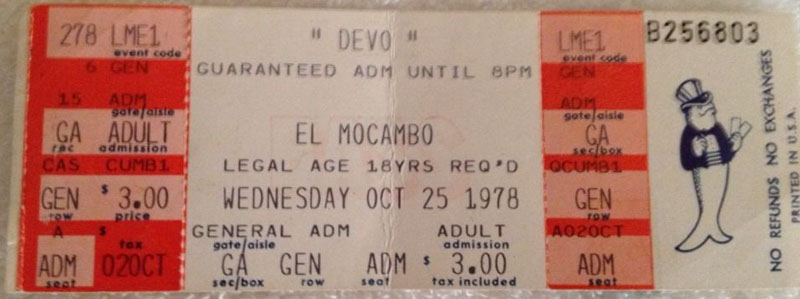 278 LME1
event code
6 GEN
15 ADM
gate/aisle
GA ADULT
rec admission
CAS CUMB1
GEN $ 3.00
row price
A $
tax
ADM 020CT
seat
" DEVO "
GUARANTEED ADM UNTIL 8PM
EL MOCAMBO
LEGAL AGE 18YRS REQ'D
WEDNESDAY OCT 25 1978
GENERAL ADM ADULT
gate/aisle admission
GA GEN ADM $ 3.00
sec/box row seat tax included
LME1
event code
GEN
ADM
gate/aisle
GA
sec/box
QCUMB1
GEN
row
A020CT
ADM
seat
B256803
NO REFUNDS NO EXCHANGES
PRINTED IN U.S.A.